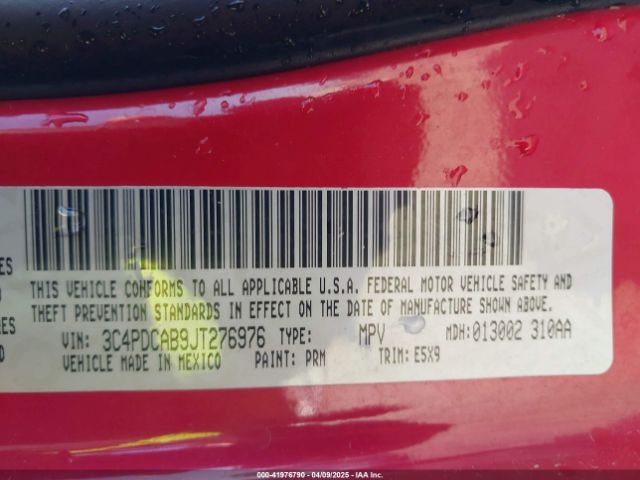 ES
THIS VEHICLE CONFORMS TO ALL APPLICABLE U.S.A. FEDERAL MOTOR VEHICLE SAFETY AND
RES THEFT PREVENTION STANDARDS IN EFFECT ON THE DATE OF MANUFACTURE SHOWN ABOVE.
VIN: 3C4PDCAB9JT276976 TYPE: MPV MDH: 013002 310AA
VEHICLE MADE IN MEXICO PAINT: PRM TRIM: E5X9
000-41976790 - 04/09/2025 - IAA Inc.